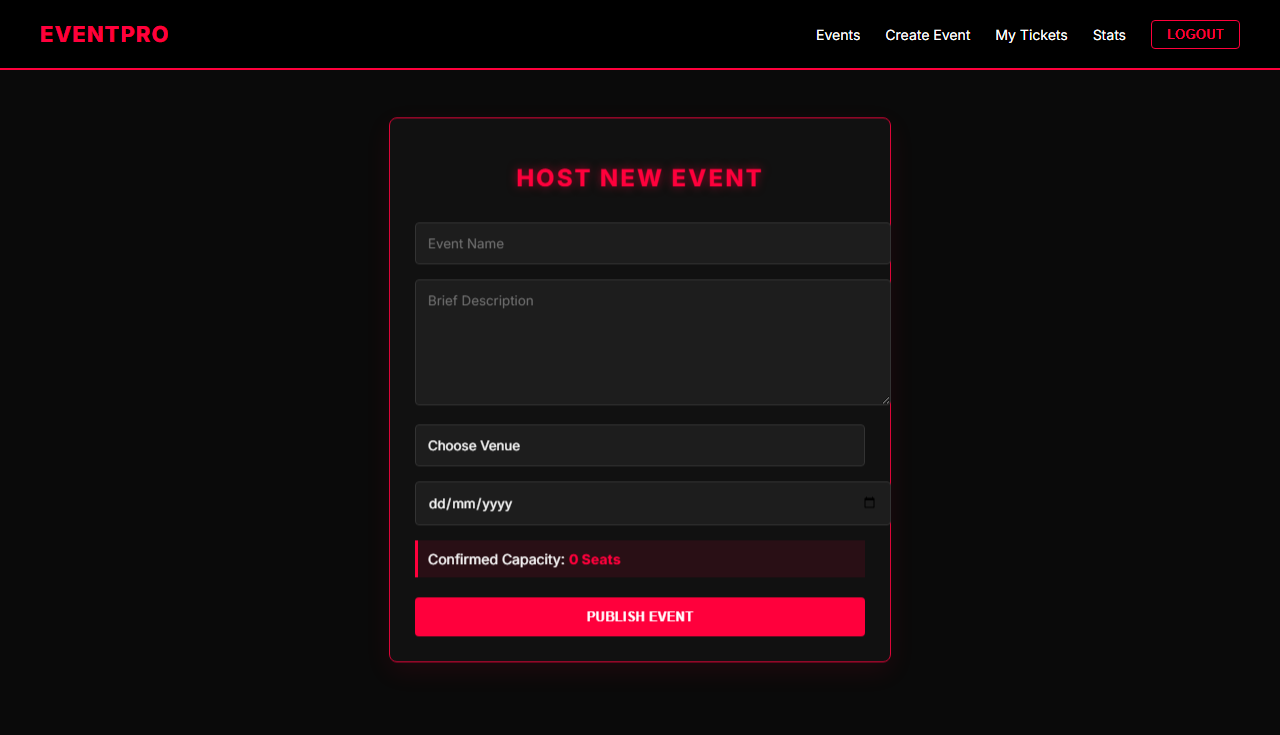 EVENTPRO
Events Create Event My Tickets Stats LOGOUT
HOST NEW EVENT
Event Name
Brief Description
Choose Venue
dd/mm/yyyy
Confirmed Capacity: 0 Seats
PUBLISH EVENT